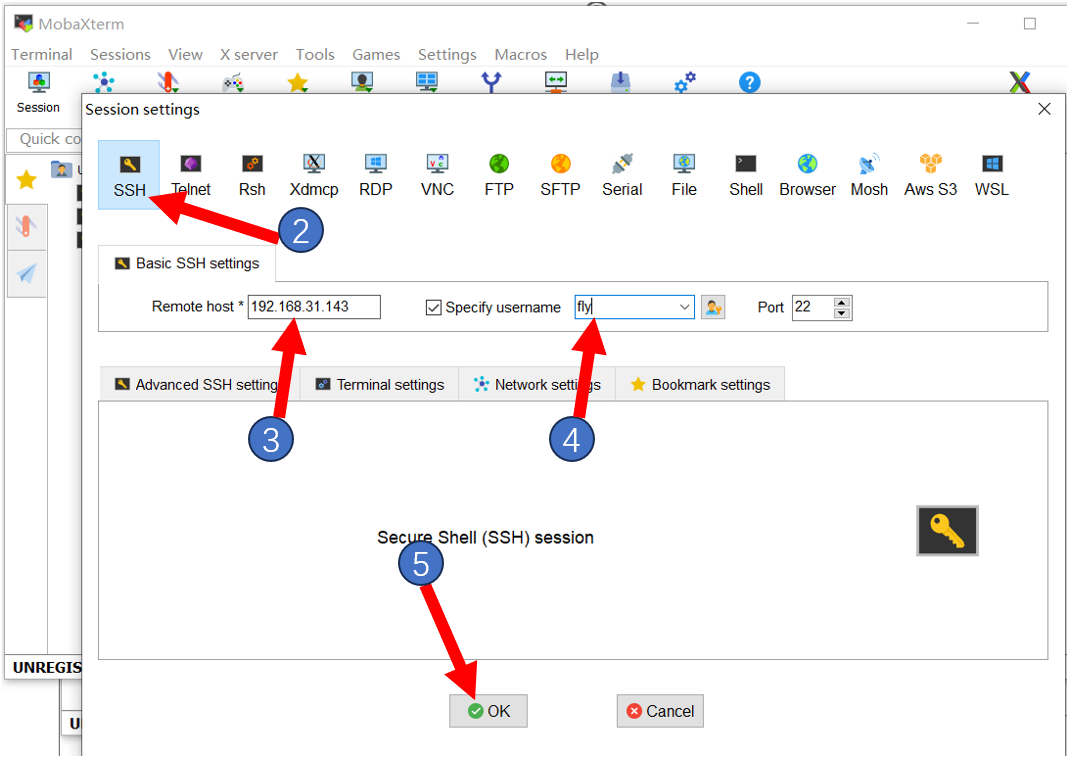 MobaXterm
Terminal Sessions View X server Tools Games Settings Macros Help
Session
Session settings
Quick co
SSH Telnet Rsh Xdmcp RDP VNC FTP SFTP Serial File Shell Browser Mosh Aws S3 WSL
2
Basic SSH settings
Remote host * 192.168.31.143 Specify username fly Port 22
Advanced SSH setting Terminal settings Network settings Bookmark settings
3 4
Secure Shell (SSH) session
5
UNREGIS
OK Cancel
U